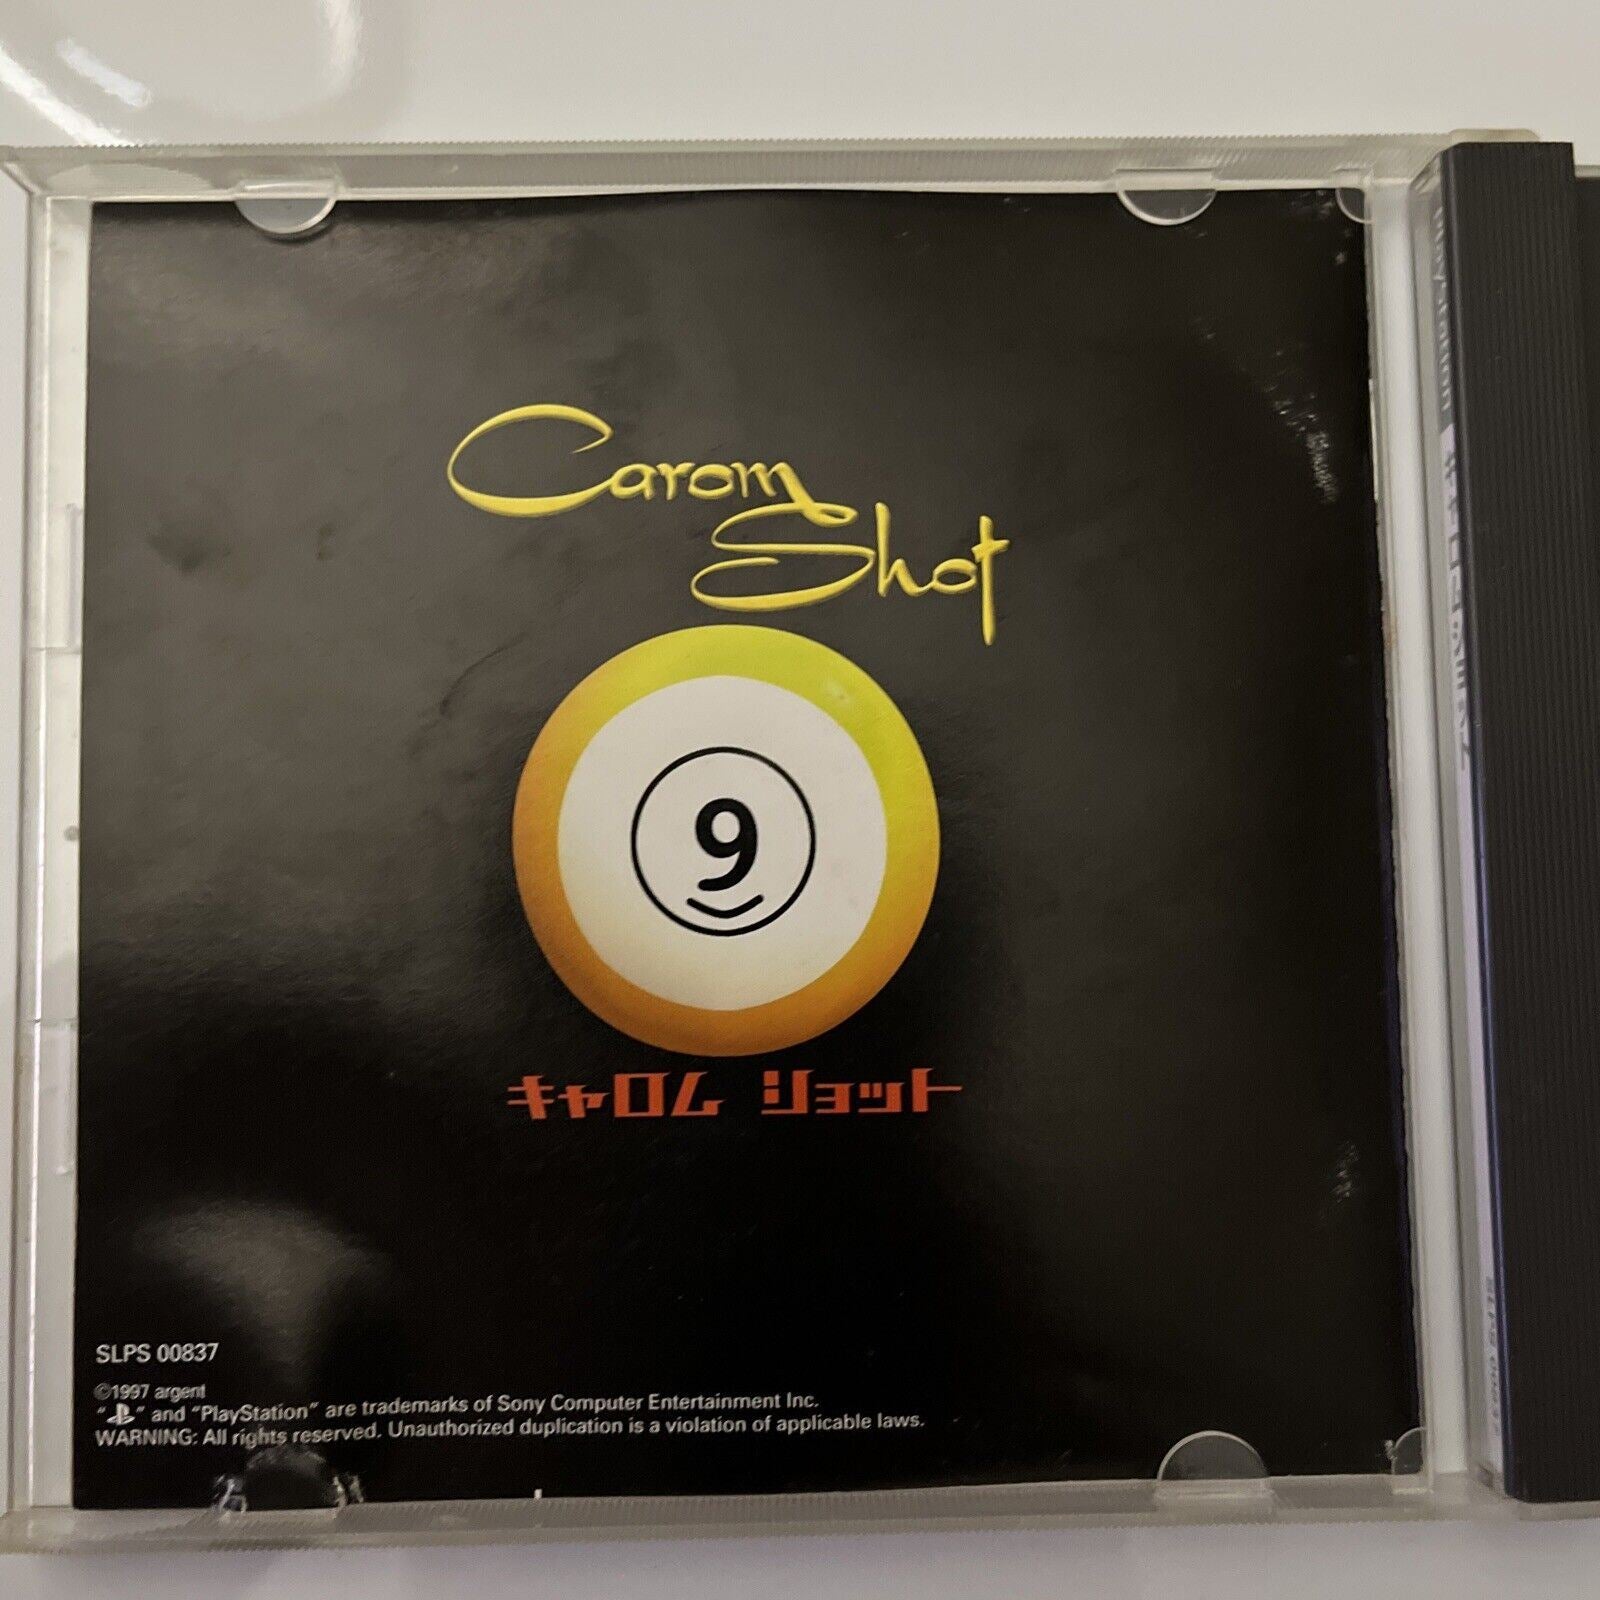 Carom
Shot
9
キャロム ショット
SLPS 00837
©1997 argent
" " and "PlayStation" are trademarks of Sony Computer Entertainment Inc.
WARNING: All rights reserved. Unauthorized duplication is a violation of applicable laws.
PlayStation